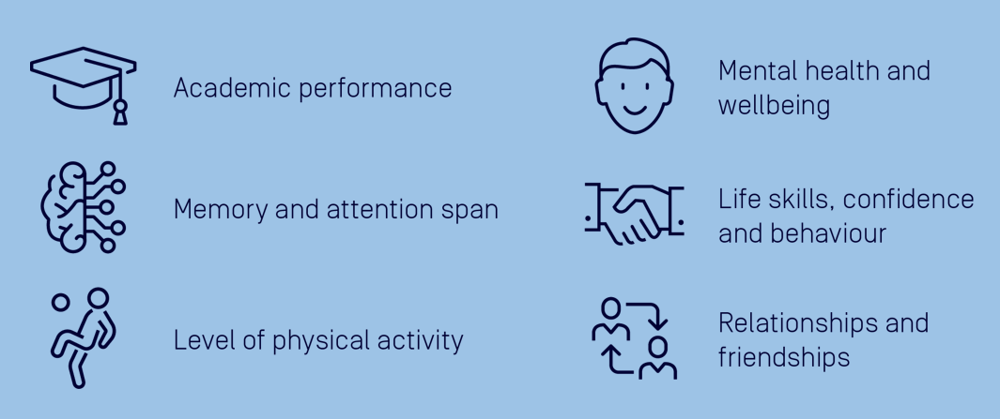 Academic performance
Memory and attention span
Level of physical activity
Mental health and
wellbeing
Life skills, confidence
and behaviour
Relationships and
friendships